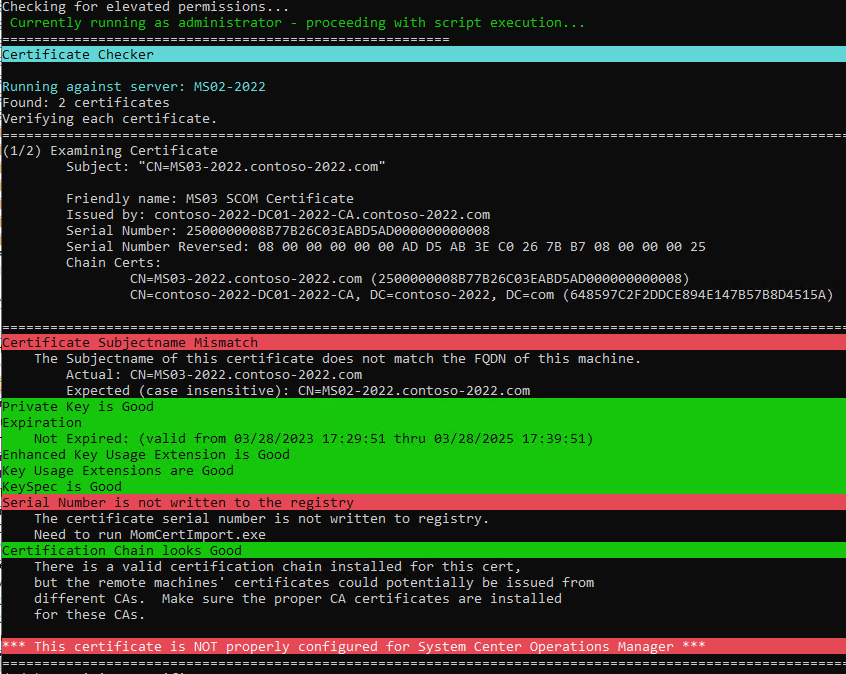 Checking for elevated permissions...
Currently running as administrator - proceeding with script execution...
========================================================
Certificate Checker
Running against server: MS02-2022
Found: 2 certificates
Verifying each certificate.
==========================================================================================================
(1/2) Examining Certificate
Subject: "CN=MS03-2022.contoso-2022.com"
Friendly name: MS03 SCOM Certificate
Issued by: contoso-2022-DC01-2022-CA.contoso-2022.com
Serial Number: 2500000008B77B26C03EABD5AD000000000008
Serial Number Reversed: 08 00 00 00 00 00 AD D5 AB 3E C0 26 7B B7 08 00 00 00 25
Chain Certs:
CN=MS03-2022.contoso-2022.com (2500000008B77B26C03EABD5AD000000000008)
CN=contoso-2022-DC01-2022-CA, DC=contoso-2022, DC=com (648597C2F2DDCE894E147B57B8D4515A)
==========================================================================================================
Certificate Subjectname Mismatch
The Subjectname of this certificate does not match the FQDN of this machine.
Actual: CN=MS03-2022.contoso-2022.com
Expected (case insensitive): CN=MS02-2022.contoso-2022.com
Private Key is Good
Expiration
Not Expired: (valid from 03/28/2023 17:29:51 thru 03/28/2025 17:39:51)
Enhanced Key Usage Extension is Good
Key Usage Extensions are Good
KeySpec is Good
Serial Number is not written to the registry
The certificate serial number is not written to registry.
Need to run MomCertImport.exe
Certification Chain looks Good
There is a valid certification chain installed for this cert,
but the remote machines' certificates could potentially be issued from
different CAs.  Make sure the proper CA certificates are installed
for these CAs.
*** This certificate is NOT properly configured for System Center Operations Manager ***
==========================================================================================================